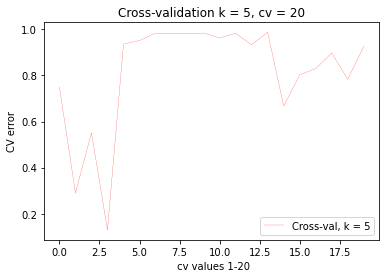 Cross-validation k = 5, cv = 20
CV error
1.0
0.8
0.6
0.4
0.2
Cross-val, k = 5
0.0 2.5 5.0 7.5 10.0 12.5 15.0 17.5
cv values 1-20